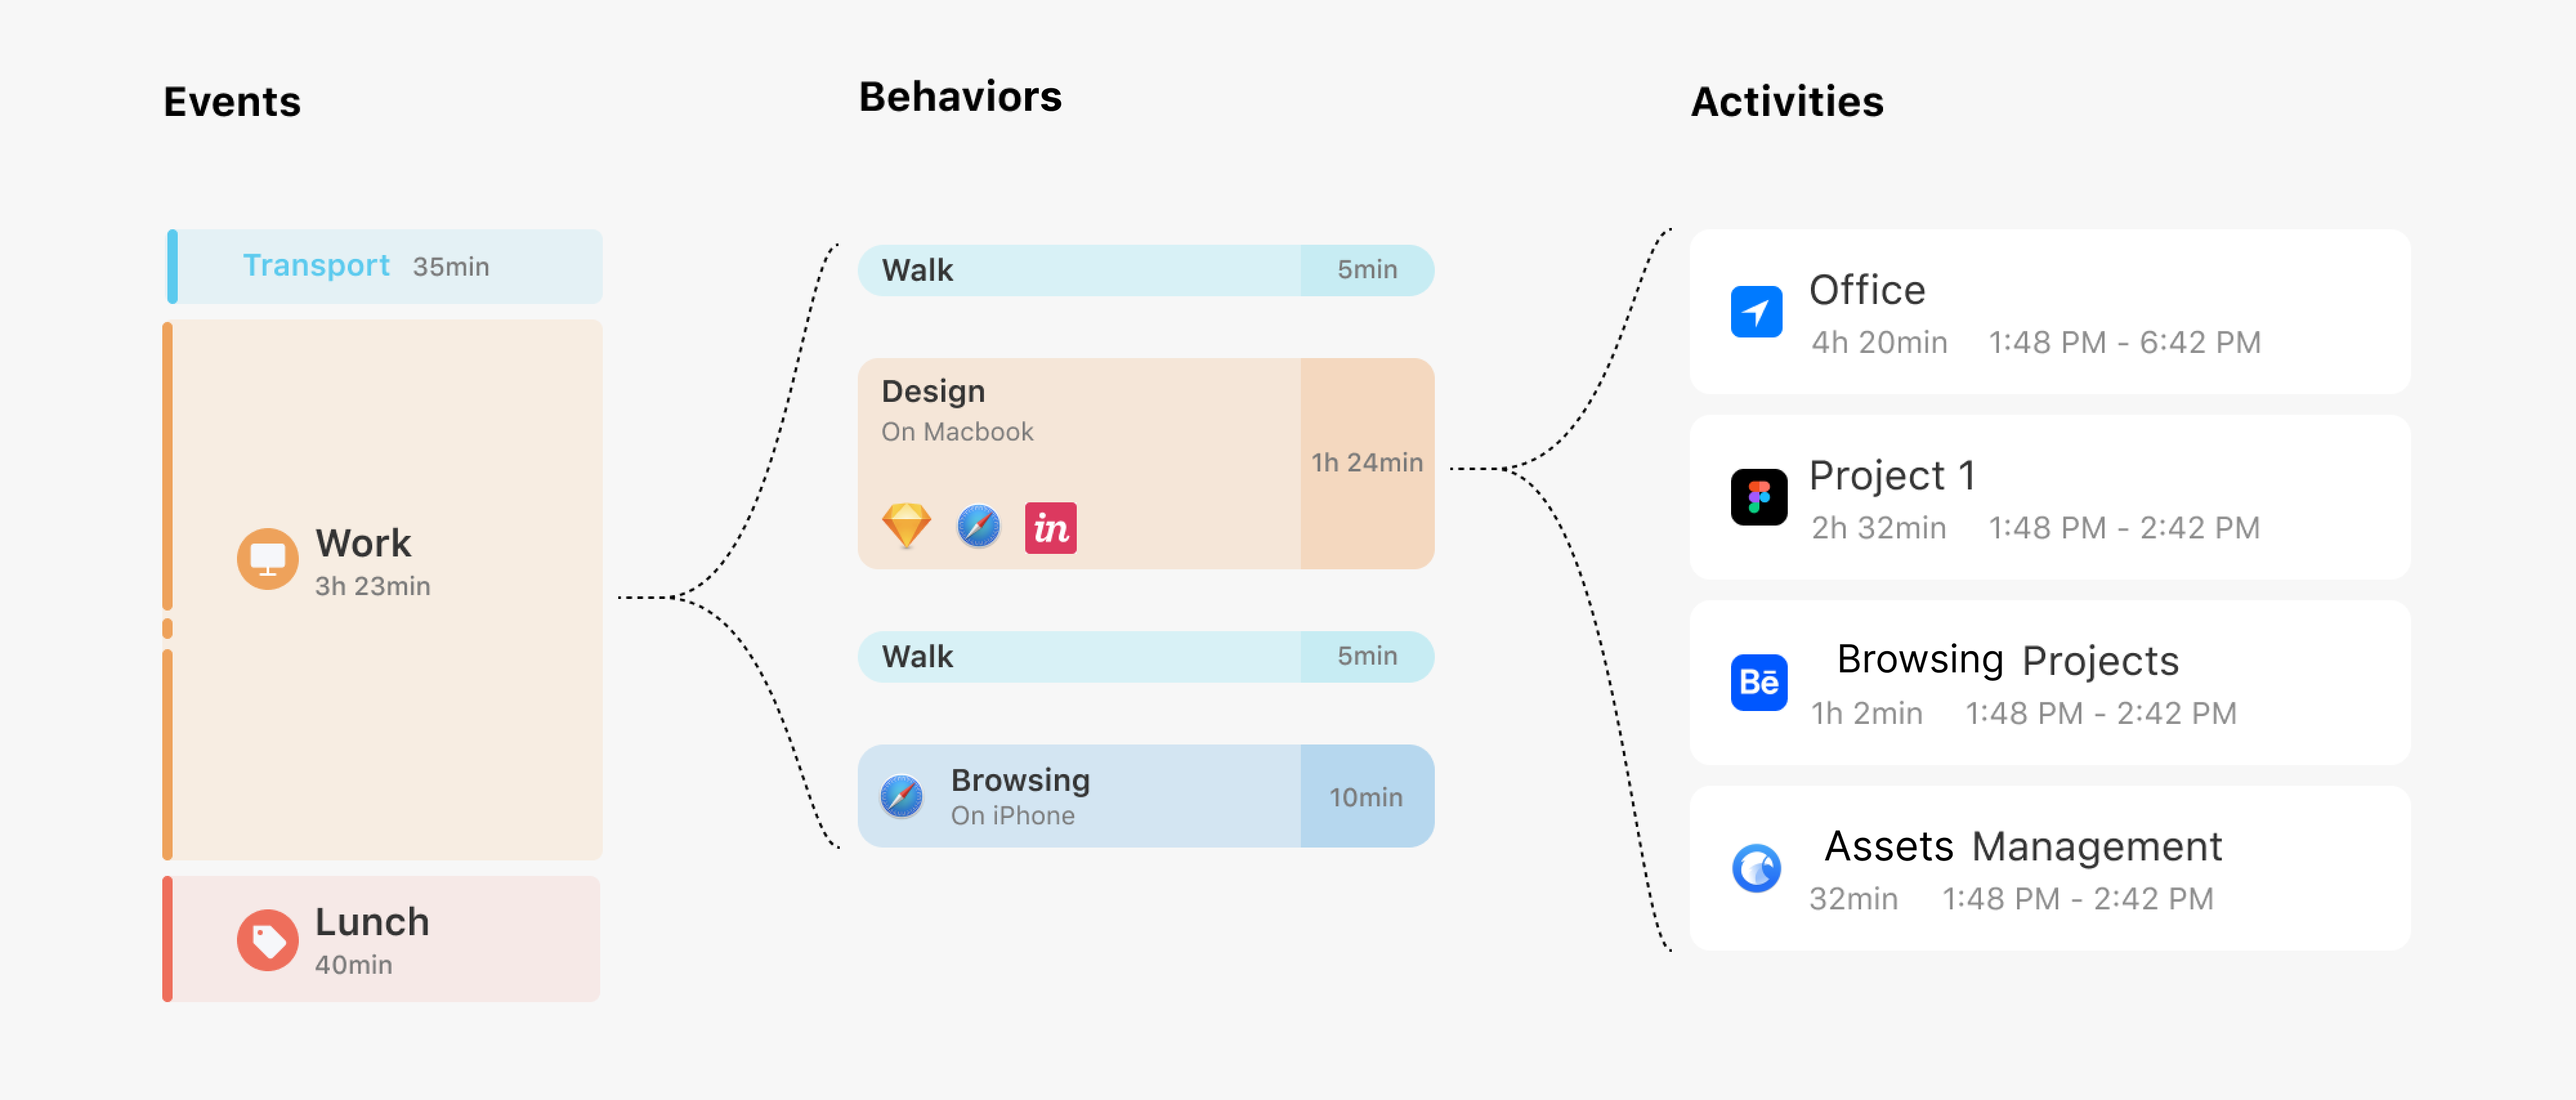 Events
Transport 35min
Work
3h 23min
Lunch
40min
Behaviors
Walk 5min
Design
On Macbook
1h 24min
in
Walk 5min
Browsing
On iPhone
10min
Activities
Office
4h 20min 1:48 PM - 6:42 PM
Project 1
2h 32min 1:48 PM - 2:42 PM
Bē
Browsing Projects
1h 2min 1:48 PM - 2:42 PM
Assets Management
32min 1:48 PM - 2:42 PM